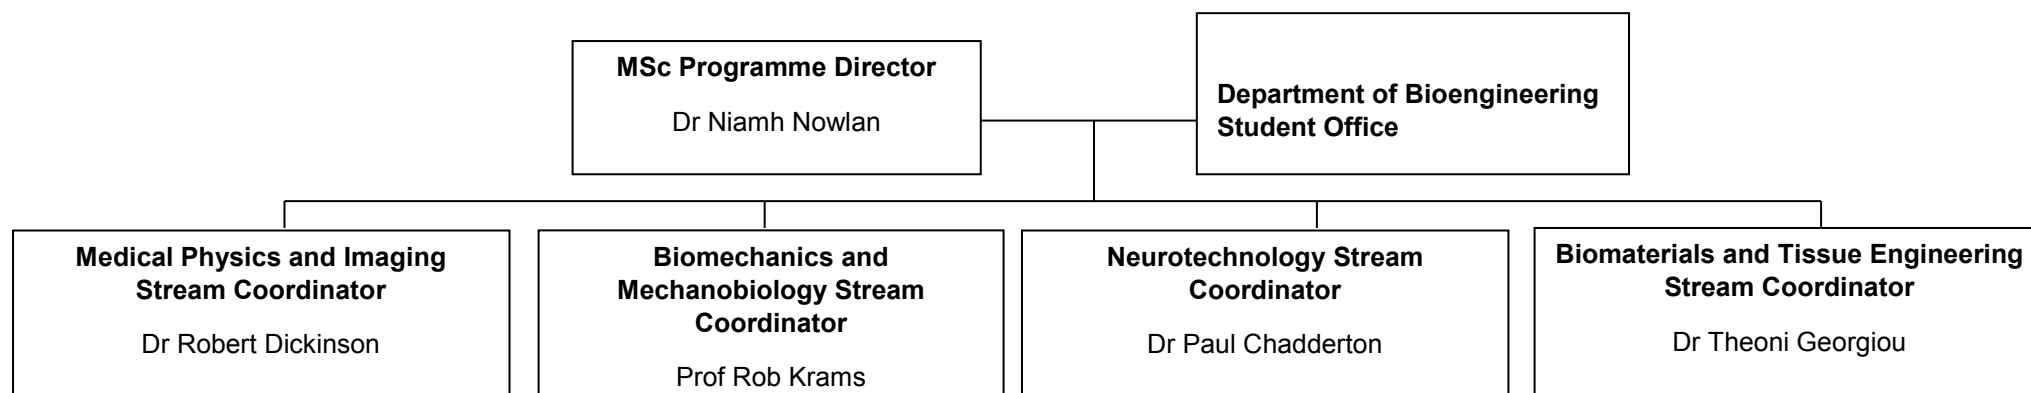 MSc Programme Director
Dr Niamh Nowlan
Department of Bioengineering
Student Office
Medical Physics and Imaging
Stream Coordinator
Dr Robert Dickinson
Biomechanics and
Mechanobiology Stream
Coordinator
Prof Rob Krams
Neurotechnology Stream
Coordinator
Dr Paul Chadderton
Biomaterials and Tissue Engineering
Stream Coordinator
Dr Theoni Georgiou